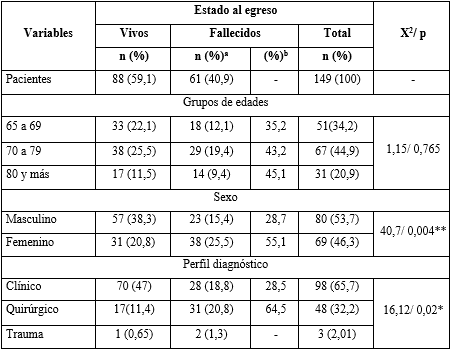 Variables Estado al egreso X²/ p
Vivos Fallecidos Total
n (%) n (%)ª (%)ᵇ n (%)
Pacientes 88 (59,1) 61 (40,9) - 149 (100) -
Grupos de edades
65 a 69 33 (22,1) 18 (12,1) 35,2 51(34,2)
70 a 79 38 (25,5) 29 (19,4) 43,2 67 (44,9) 1,15/ 0,765
80 y más 17 (11,5) 14 (9,4) 45,1 31 (20,9)
Sexo
Masculino 57 (38,3) 23 (15,4) 28,7 80 (53,7) 40,7/ 0,004**
Femenino 31 (20,8) 38 (25,5) 55,1 69 (46,3)
Perfil diagnóstico
Clínico 70 (47) 28 (18,8) 28,5 98 (65,7)
Quirúrgico 17(11,4) 31 (20,8) 64,5 48 (32,2) 16,12/ 0,02*
Trauma 1 (0,65) 2 (1,3) - 3 (2,01)